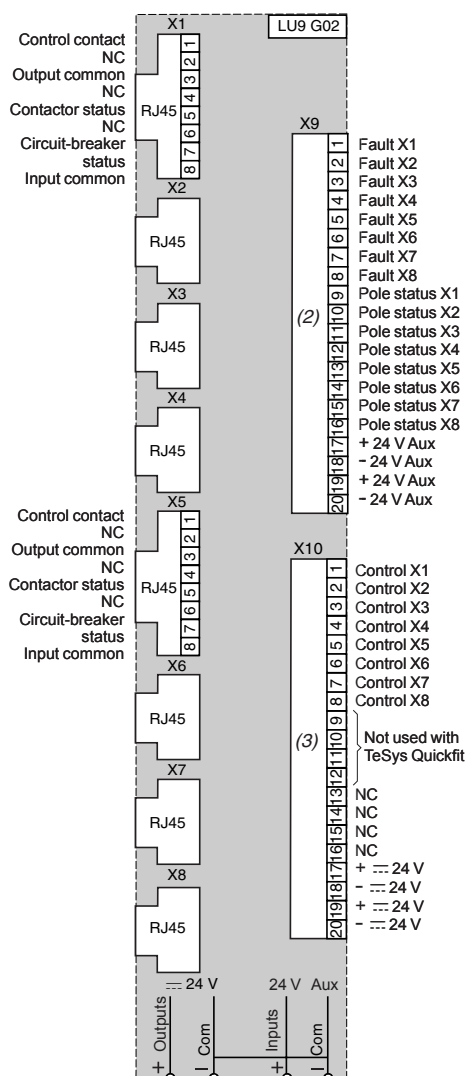 X1
LU9 G02
Control contact
NC
Output common
NC
Contactor status
NC
Circuit-breaker
status
Input common
1
2
3
4
5
6
7
8
RJ45
X2
RJ45
X3
RJ45
X4
RJ45
X5
Control contact
NC
Output common
NC
Contactor status
NC
Circuit-breaker
status
Input common
1
2
3
4
5
6
7
8
RJ45
X6
RJ45
X7
RJ45
X8
RJ45
X9
(2)
1 Fault X1
2 Fault X2
3 Fault X3
4 Fault X4
5 Fault X5
6 Fault X6
7 Fault X7
8 Fault X8
9 Pole status X1
10 Pole status X2
11 Pole status X3
12 Pole status X4
13 Pole status X5
14 Pole status X6
15 Pole status X7
16 Pole status X8
17 + 24 V Aux
18 - 24 V Aux
19 + 24 V Aux
20 - 24 V Aux
X10
(3)
1 Control X1
2 Control X2
3 Control X3
4 Control X4
5 Control X5
6 Control X6
7 Control X7
8 Control X8
9
10
11
12
Not used with
TeSys Quickfit
13 NC
14 NC
15 NC
16 NC
17 + ⎓ 24 V
18 - ⎓ 24 V
19 + ⎓ 24 V
20 - ⎓ 24 V
⎓ 24 V
24 V Aux
+ Outputs
– Com
+ Inputs
– Com